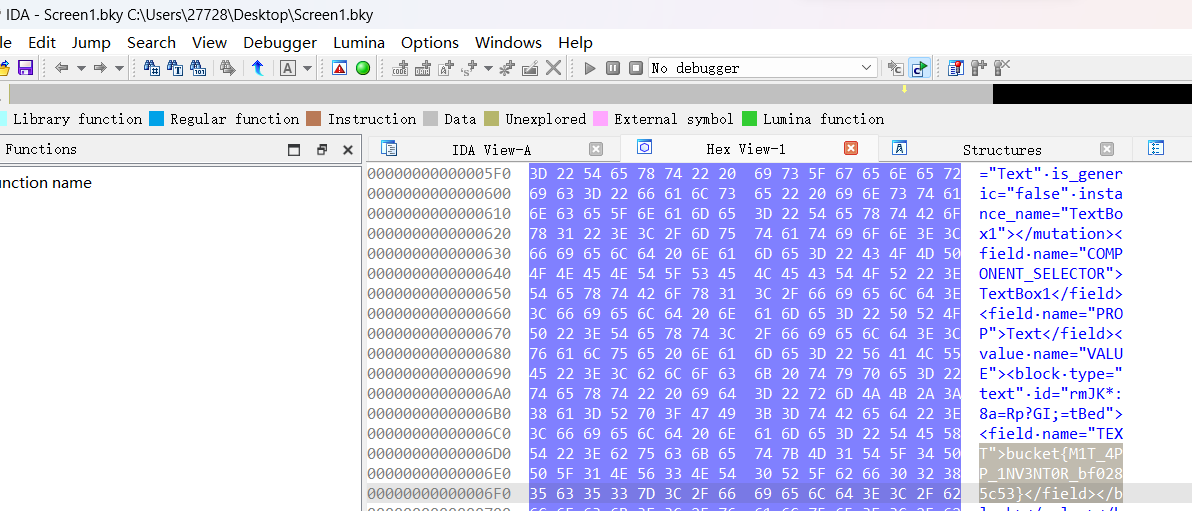 IDA - Screen1.bky C:\Users\27728\Desktop\Screen1.bky
le Edit Jump Search View Debugger Lumina Options Windows Help
No debugger
Library function Regular function Instruction Data Unexplored External symbol Lumina function
Functions
IDA View-A Hex View-1 Structures
unction name
00000000000005F0 3D 22 54 65 78 74 22 20 69 73 5F 67 65 6E 65 72 ="Text"·is_gener
0000000000000600 69 63 3D 22 66 61 6C 73 65 22 20 69 6E 73 74 61 ic="false"·insta
0000000000000610 6E 63 65 5F 6E 61 6D 65 3D 22 54 65 78 74 42 6F nce_name="TextBo
0000000000000620 78 31 22 3E 3C 2F 6D 75 74 61 74 69 6F 6E 3E 3C x1"></mutation><
0000000000000630 66 69 65 6C 64 20 6E 61 6D 65 3D 22 43 4F 4D 50 field·name="COMP
0000000000000640 4F 4E 45 4E 54 5F 53 45 4C 45 43 54 4F 52 22 3E ONENT_SELECTOR">
0000000000000650 54 65 78 74 42 6F 78 31 3C 2F 66 69 65 6C 64 3E TextBox1</field>
0000000000000660 3C 66 69 65 6C 64 20 6E 61 6D 65 3D 22 50 52 4F <field·name="PRO
0000000000000670 50 22 3E 54 65 78 74 3C 2F 66 69 65 6C 64 3E 3C P">Text</field><
0000000000000680 76 61 6C 75 65 20 6E 61 6D 65 3D 22 56 41 4C 55 value·name="VALU
0000000000000690 45 22 3E 3C 62 6C 6F 63 6B 20 74 79 70 65 3D 22 E"><block·type="
00000000000006A0 74 65 78 74 22 20 69 64 3D 22 72 6D 4A 4B 2A 3A text"·id="rmJK*:
00000000000006B0 38 61 3D 52 70 3F 47 49 3B 3D 74 42 65 64 22 3E 8a=Rp?GI;=tBed">
00000000000006C0 3C 66 69 65 6C 64 20 6E 61 6D 65 3D 22 54 45 58 <field·name="TEX
00000000000006D0 54 22 3E 62 75 63 6B 65 74 7B 4D 31 54 5F 34 50 T">bucket{M1T_4P
00000000000006E0 50 5F 31 4E 56 33 4E 54 30 52 5F 62 66 30 32 38 P_1NV3NT0R_bf028
00000000000006F0 35 63 35 33 7D 3C 2F 66 69 65 6C 64 3E 3C 2F 62 5c53}</field></b